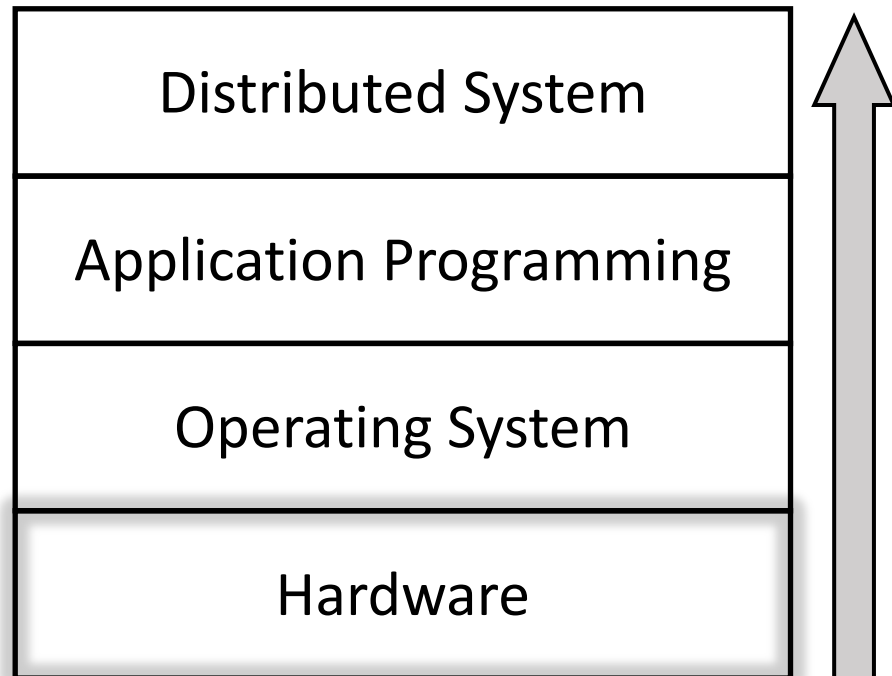 Distributed System
Application Programming
Operating System
Hardware